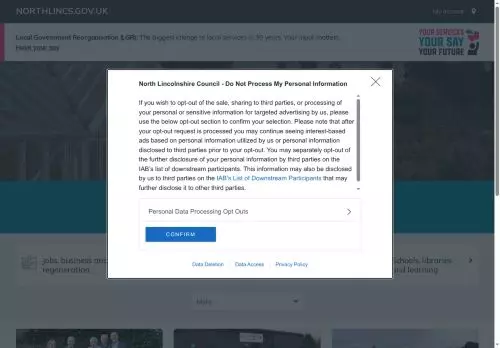 NORTHLINCS.GOV.UK
My Account
Local Government Reorganisation (LGR): The biggest change to local services in 30 years. Your input matters.
Have your say
YOUR SERVICES
YOUR SAY
YOUR FUTURE
North Lincolnshire Council - Do Not Process My Personal Information
If you wish to opt-out of the sale, sharing to third parties, or processing of
your personal or sensitive information for targeted advertising by us, please
use the below opt-out section to confirm your selection. Please note that after
your opt-out request is processed you may continue seeing interest-based
ads based on personal information utilized by us or personal information
disclosed to third parties prior to your opt-out. You may separately opt-out of
the further disclosure of your personal information by third parties on the
IAB's list of downstream participants. This information may also be disclosed
by us to third parties on the IAB's List of Downstream Participants that may
further disclose it to other third parties.
Personal Data Processing Opt Outs
CONFIRM
Data Deletion
Data Access
Privacy Policy
Jobs, business and
regeneration
Schools, libraries
and learning
More...